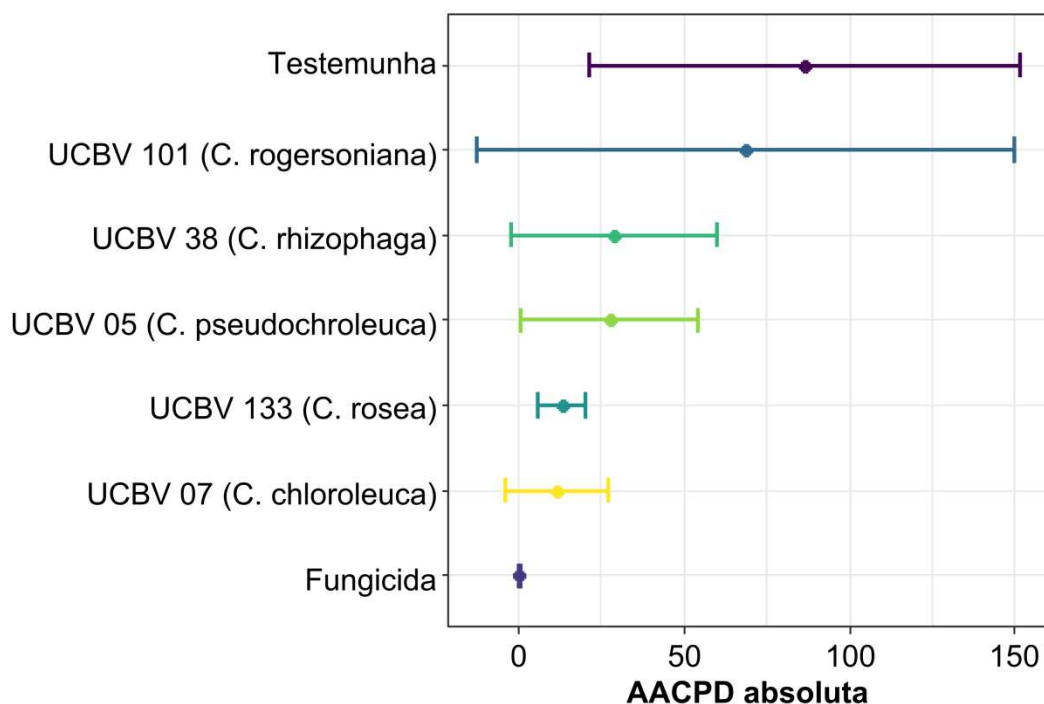 Testemunha
UCBV 101 (C. rogersoniana)
UCBV 38 (C. rhizophaga)
UCBV 05 (C. pseudochroleuca)
UCBV 133 (C. rosea)
UCBV 07 (C. chloroleuca)
Fungicida
0 50 100 150
AACPD absoluta